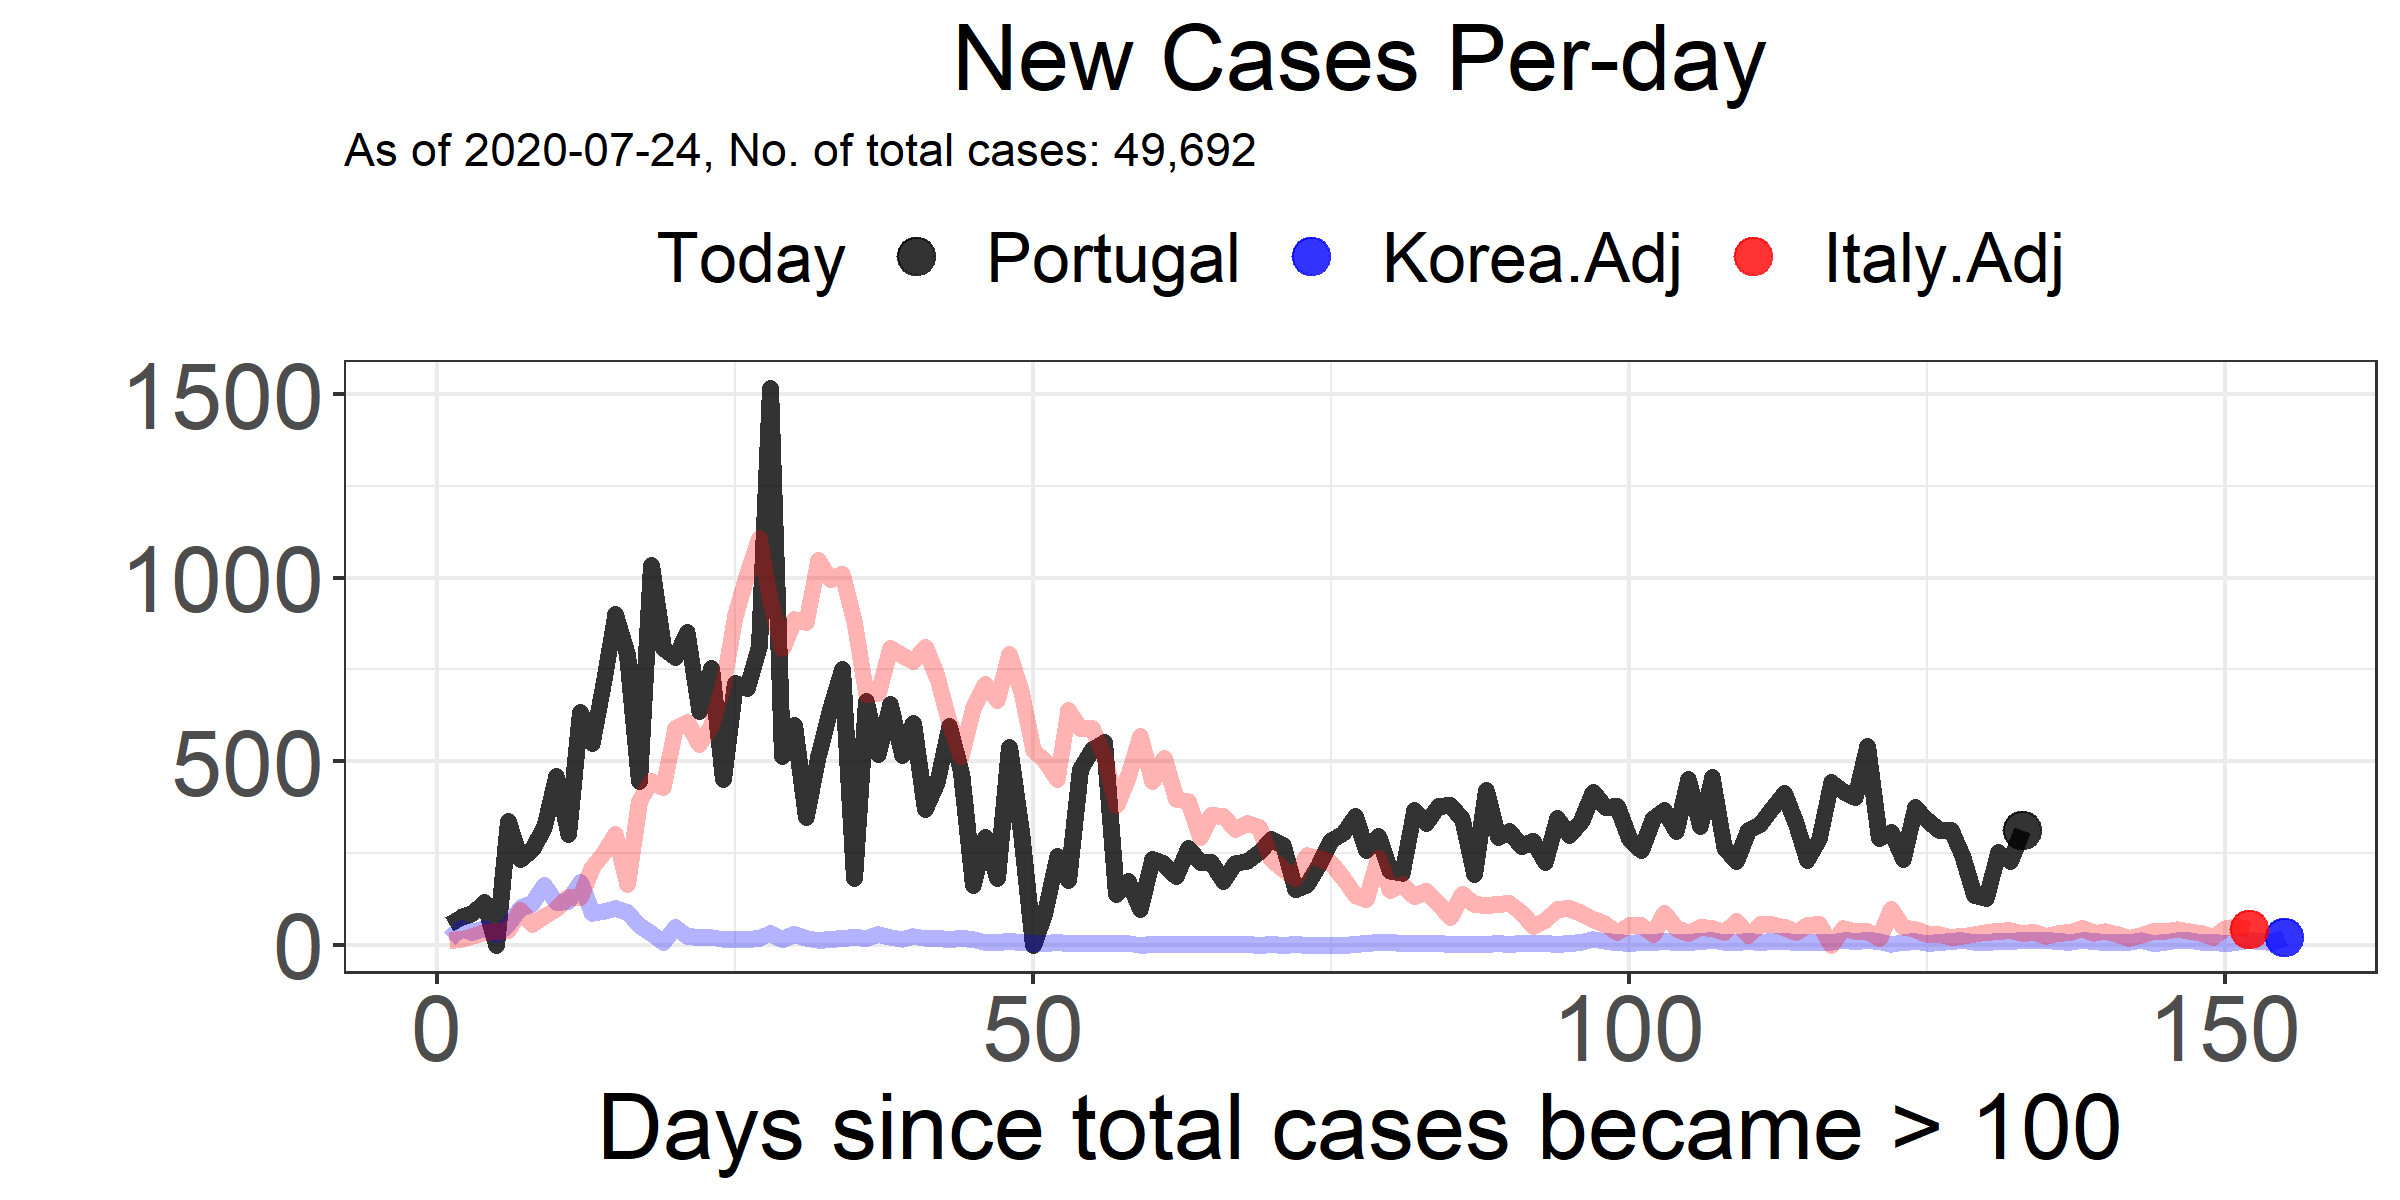 New Cases Per-day
As of 2020-07-24, No. of total cases: 49,692
Today Portugal Korea.Adj Italy.Adj
1500
1000
500
0
0 50 100 150
Days since total cases became > 100